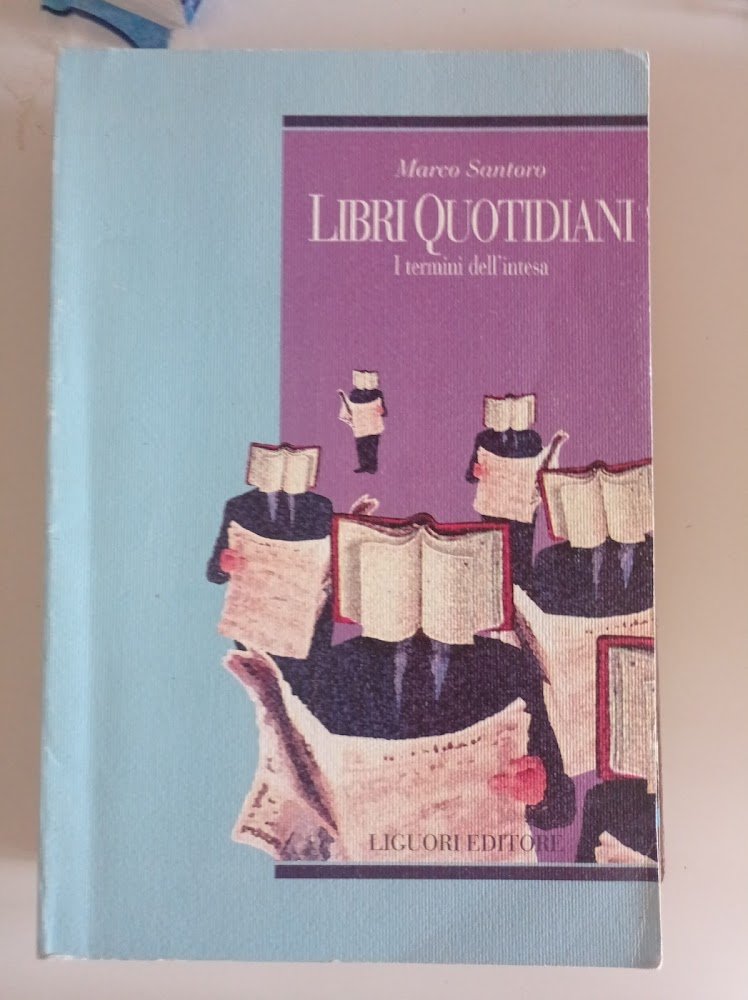 Marco Santoro
LIBRI QUOTIDIANI
I termini dell'intesa
LIGUORI EDITORE